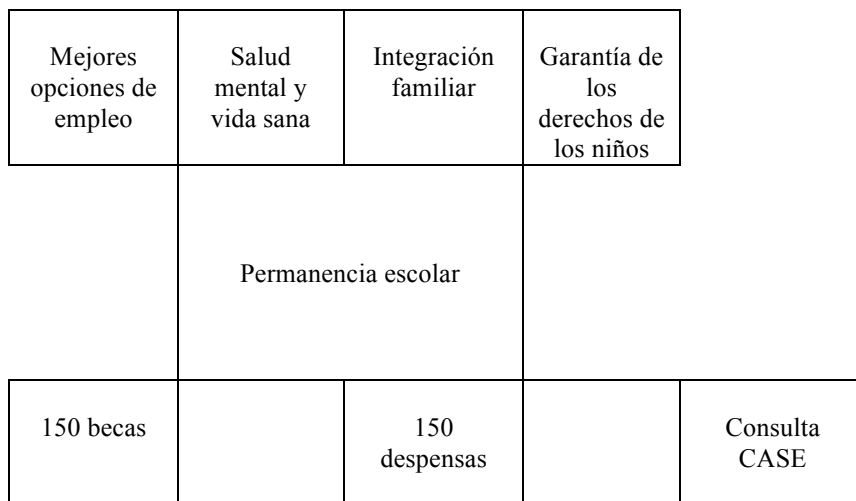 Mejores
opciones de
empleo
Salud
mental y
vida sana
Integración
familiar
Garantía de
los
derechos de
los niños
Permanencia escolar
150 becas
150
despensas
Consulta
CASE